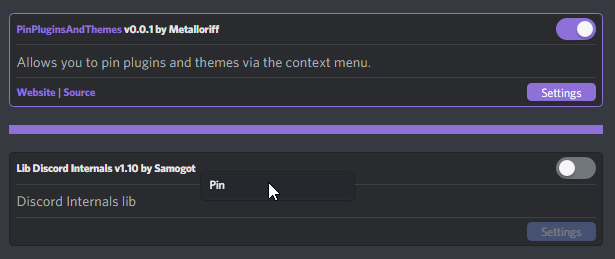 PinPluginsAndThemes v0.0.1 by Metalloriff
Allows you to pin plugins and themes via the context menu.
Website | Source
Settings
Lib Discord Internals v1.10 by Samogot
Pin
Discord Internals lib
Settings